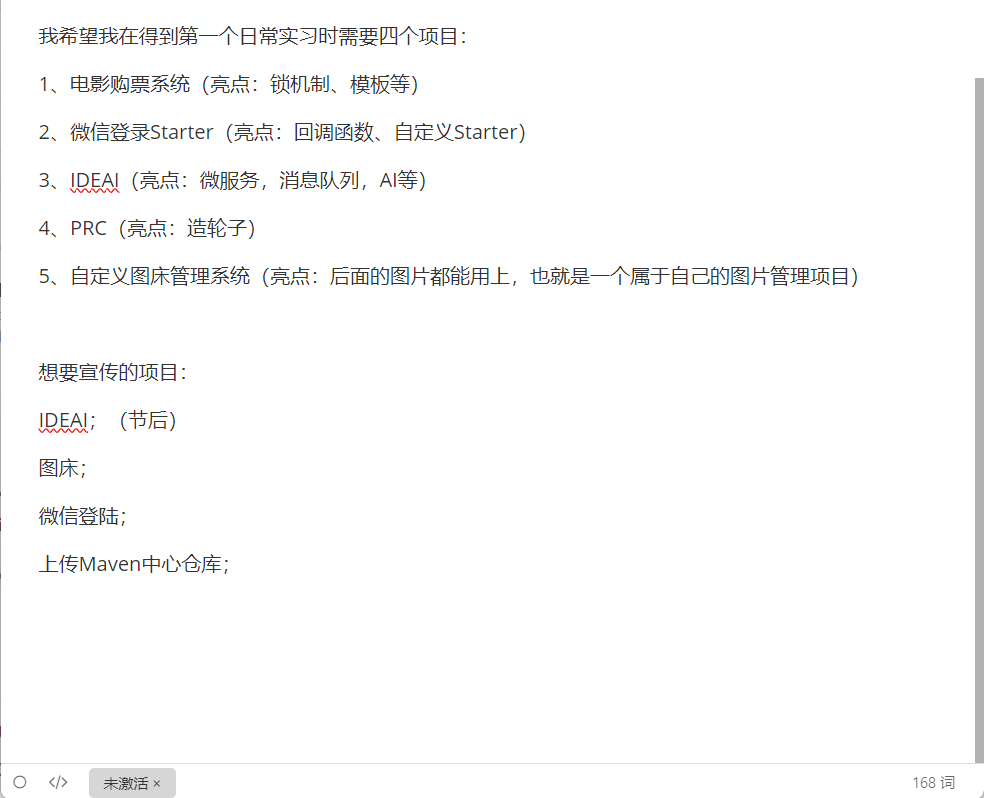 我希望我在得到第一个日常实习时需要四个项目：
1、电影购票系统（亮点：锁机制、模板等）
2、微信登录Starter（亮点：回调函数、自定义Starter）
3、IDEAI（亮点：微服务，消息队列，AI等）
4、PRC（亮点：造轮子）
5、自定义图床管理系统（亮点：后面的图片都能用上，也就是一个属于自己的图片管理项目）
想要宣传的项目：
IDEAI；（节后）
图床；
微信登陆；
上传Maven中心仓库；
</> 未激活 × 168 词